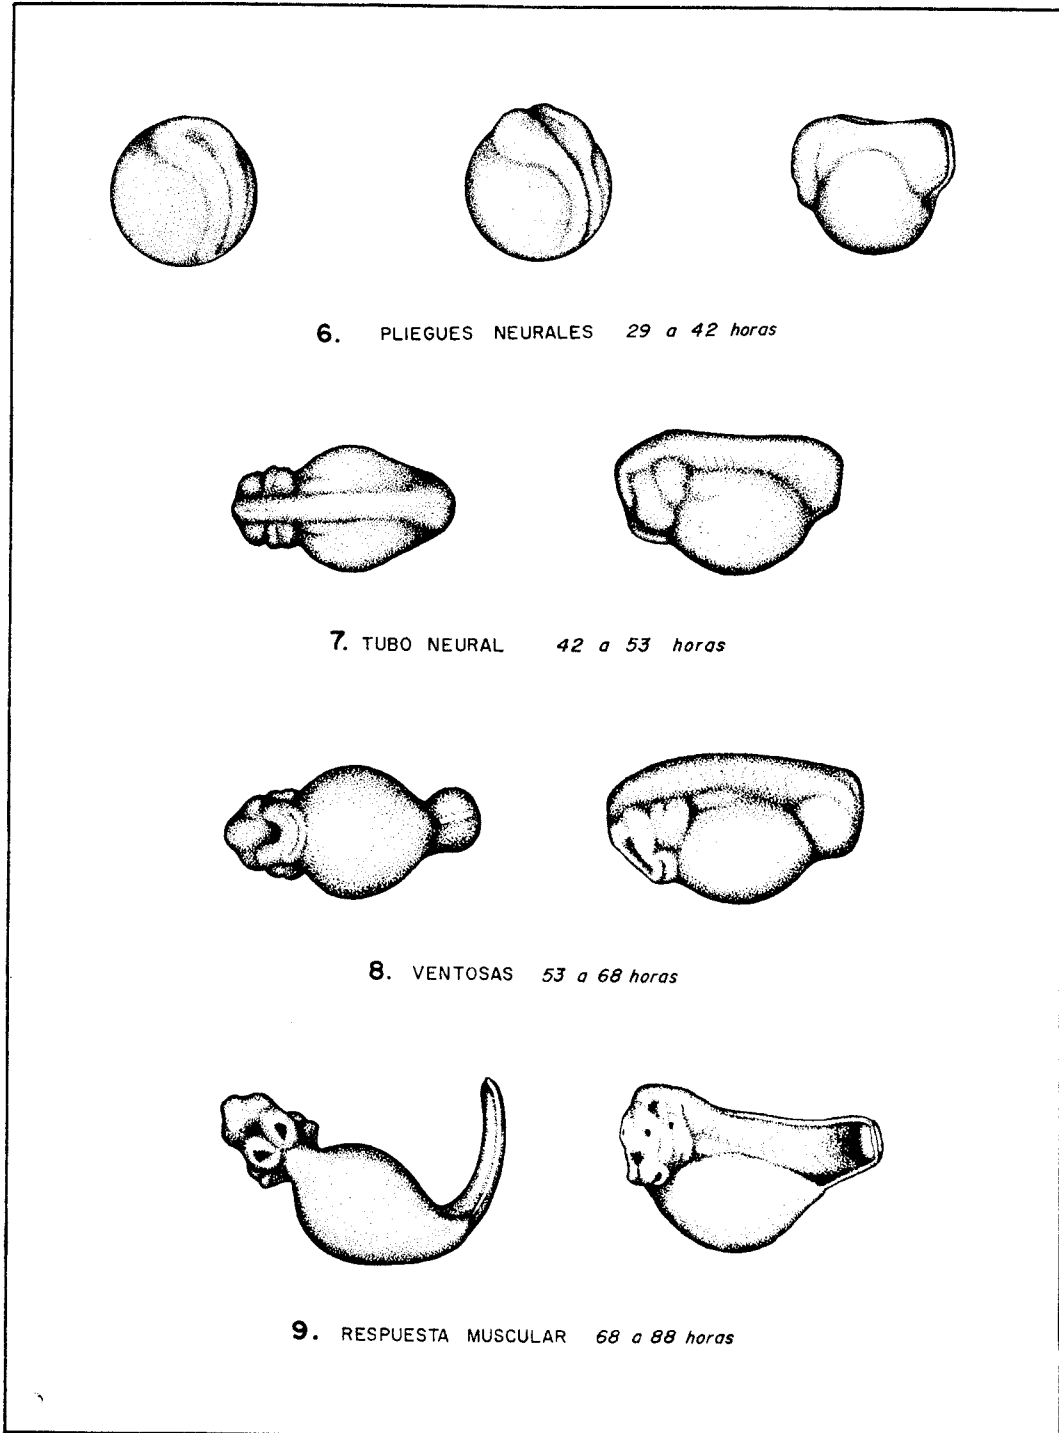 6. PLIEGUES NEURALES 29 a 42 horas
7. TUBO NEURAL 42 a 53 horas
8. VENTOSAS 53 a 68 horas
9. RESPUESTA MUSCULAR 68 a 88 horas